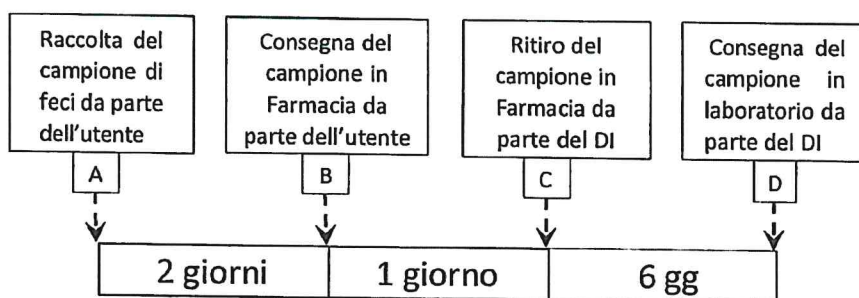 Raccolta del
campione di
feci da parte
dell'utente
A
Consegna del
campione in
Farmacia da
parte dell'utente
B
Ritiro del
campione in
Farmacia da
parte del DI
C
Consegna del
campione in
laboratorio da
parte del DI
D
2 giorni
1 giorno
6 gg